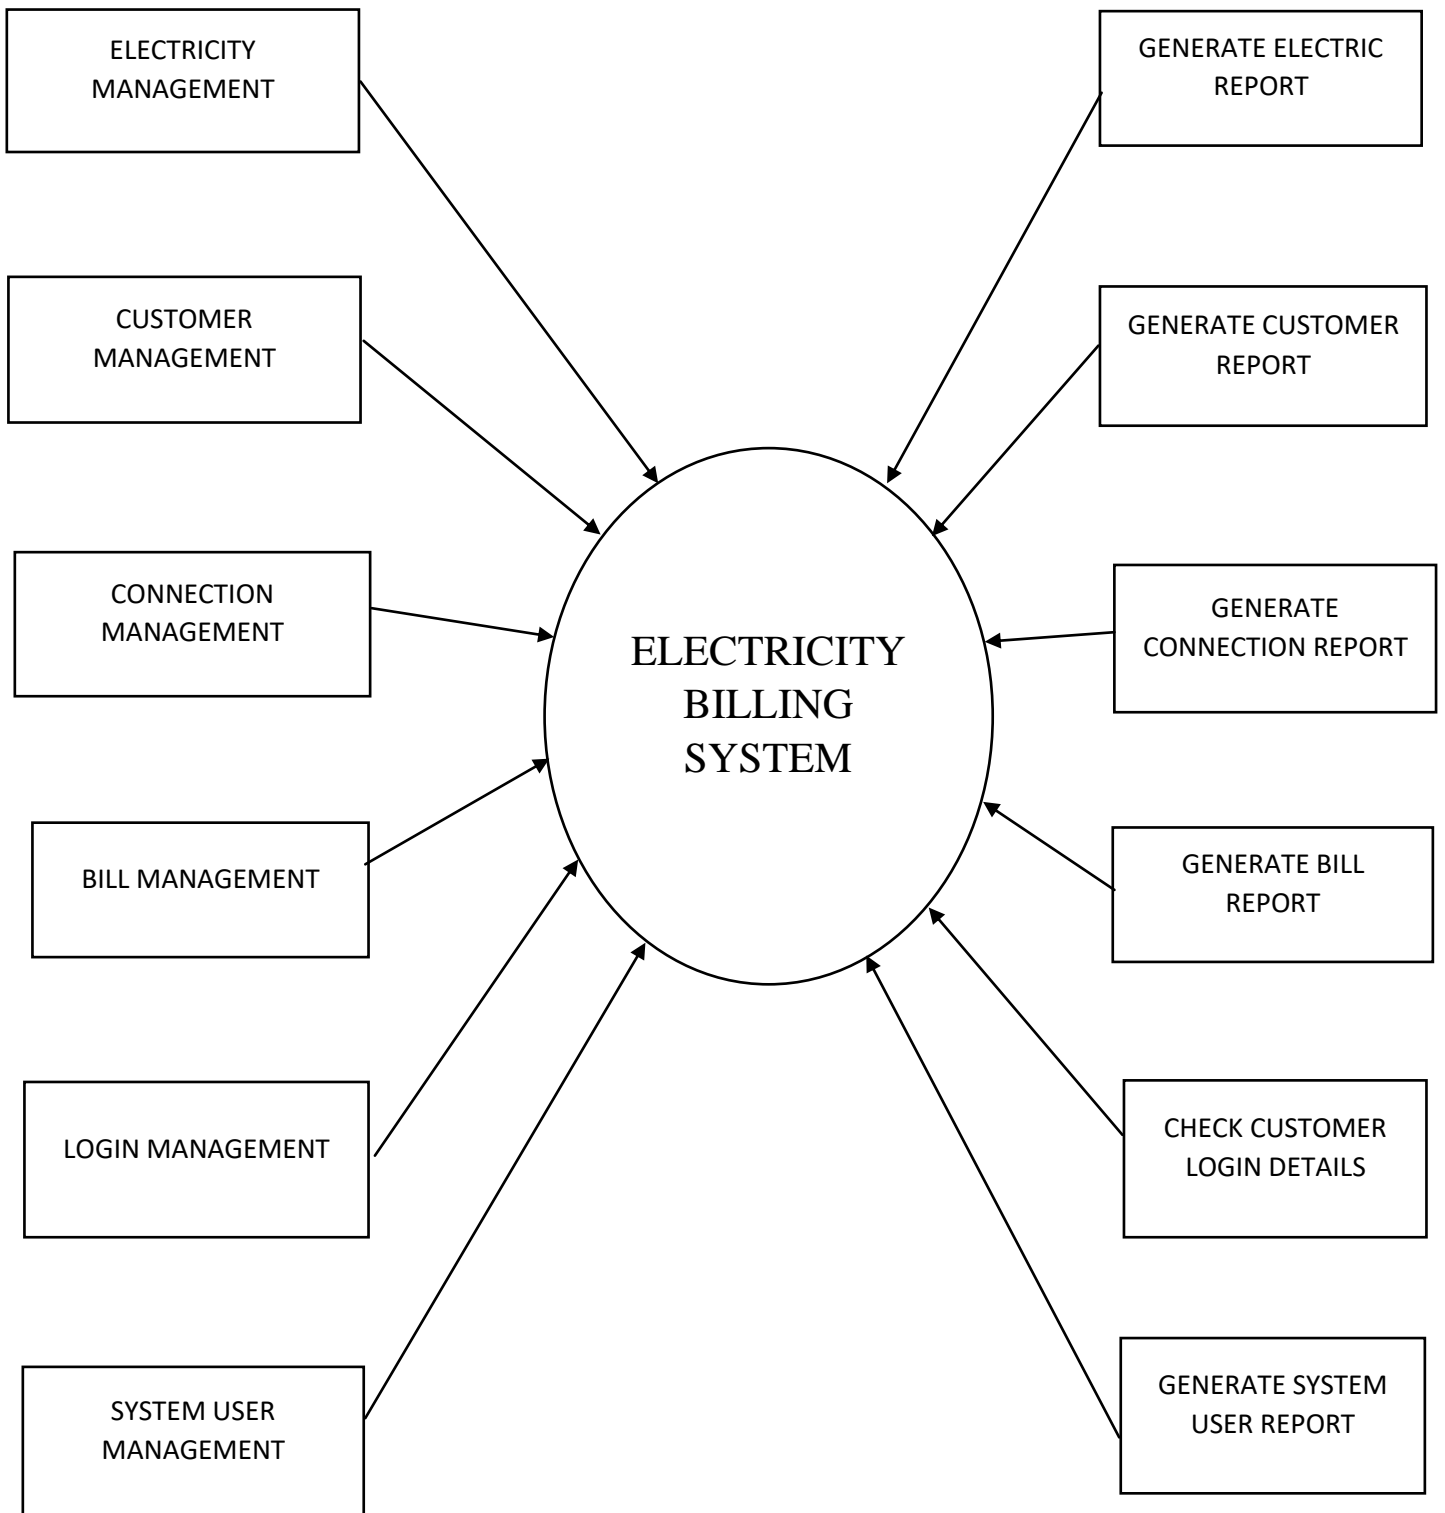 ELECTRICITY
MANAGEMENT
GENERATE ELECTRIC
REPORT
CUSTOMER
MANAGEMENT
GENERATE CUSTOMER
REPORT
CONNECTION
MANAGEMENT
GENERATE
CONNECTION REPORT
ELECTRICITY
BILLING
SYSTEM
BILL MANAGEMENT
GENERATE BILL
REPORT
LOGIN MANAGEMENT
CHECK CUSTOMER
LOGIN DETAILS
SYSTEM USER
MANAGEMENT
GENERATE SYSTEM
USER REPORT